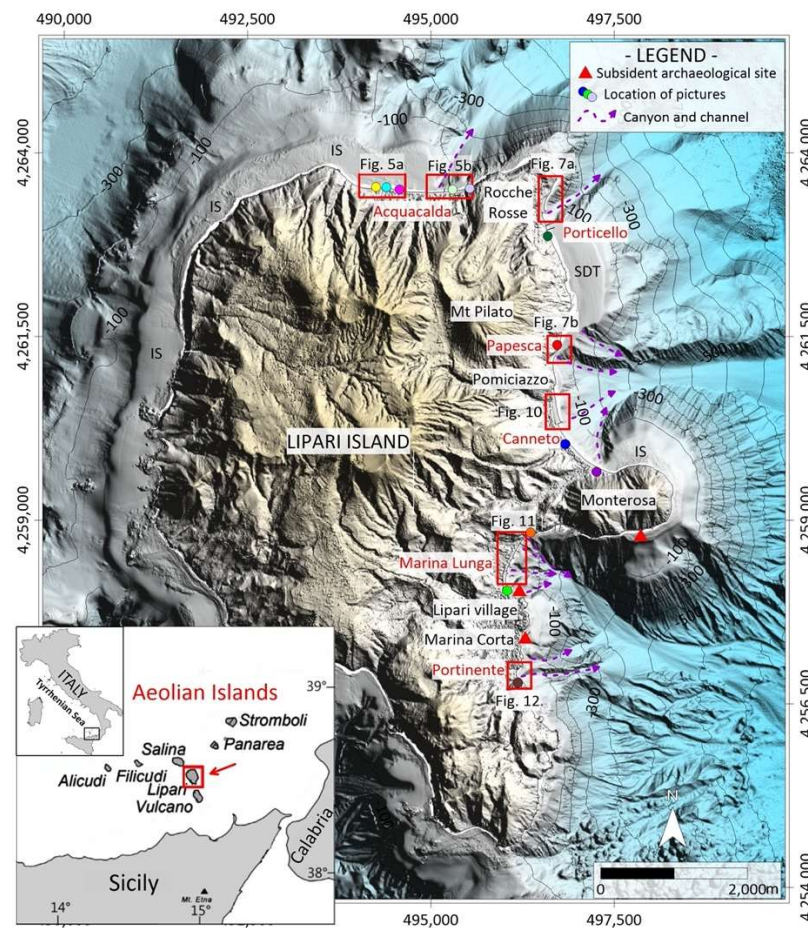 490,000
492,500
495,000
497,500
- LEGEND -
Subsident archaeological site
Location of pictures
Canyon and channel
4,264,000
4,264,000
-300
-100
-300
-100
IS
Fig. 5a
Fig. 5b
Fig. 7a
Rocche
Rosse
-100
-300
Acquacalda
Porticello
IS
SDT
Mt Pilato
-100
4,261,500
4,261,500
Fig. 7b
Papesca
-500
IS
Pomiciazzo
-300
Fig. 10
-100
LIPARI ISLAND
Canneto
IS
Monterosa
4,259,000
4,259,000
Fig. 11
Marina Lunga
-100
-500
Lipari village
-100
-500
Marina Corta
Portinente
Fig. 12
-300
4,256,500
ITALY
Tyrrhenian Sea
39°
Aeolian Islands
Stromboli
Panarea
Salina
Alicudi
Filicudi
Lipari
Vulcano
Calabria
-100
Sicily
Mt. Etna
38°
14°
15°
N
0
2,000m
4,254,000
495,000
497,500